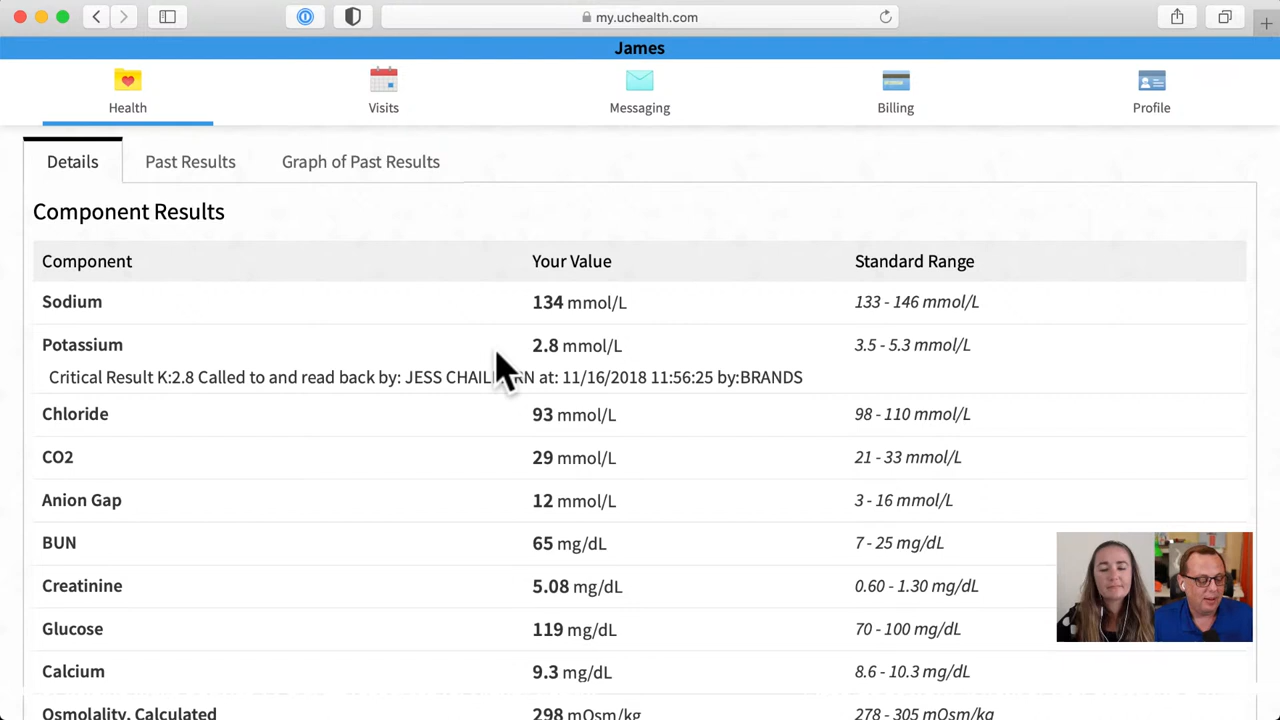 my.uchealth.com
James
Health Visits Messaging Billing Profile
Details Past Results Graph of Past Results
Component Results
Component Your Value Standard Range
Sodium 134 mmol/L 133 - 146 mmol/L
Potassium 2.8 mmol/L 3.5 - 5.3 mmol/L
Critical Result K:2.8 Called to and read back by: JESS at: 11/16/2018 11:56:25 by:BRANDS
Chloride 93 mmol/L 98 - 110 mmol/L
CO2 29 mmol/L 21 - 33 mmol/L
Anion Gap 12 mmol/L 3 - 16 mmol/L
BUN 65 mg/dL 7 - 25 mg/dL
Creatinine 5.08 mg/dL 0.60 - 1.30 mg/dL
Glucose 119 mg/dL 70 - 100 mg/dL
Calcium 9.3 mg/dL 8.6 - 10.3 mg/dL
Osmolality, Calculated 298 mOsm/kg 278 - 305 mOsm/kg